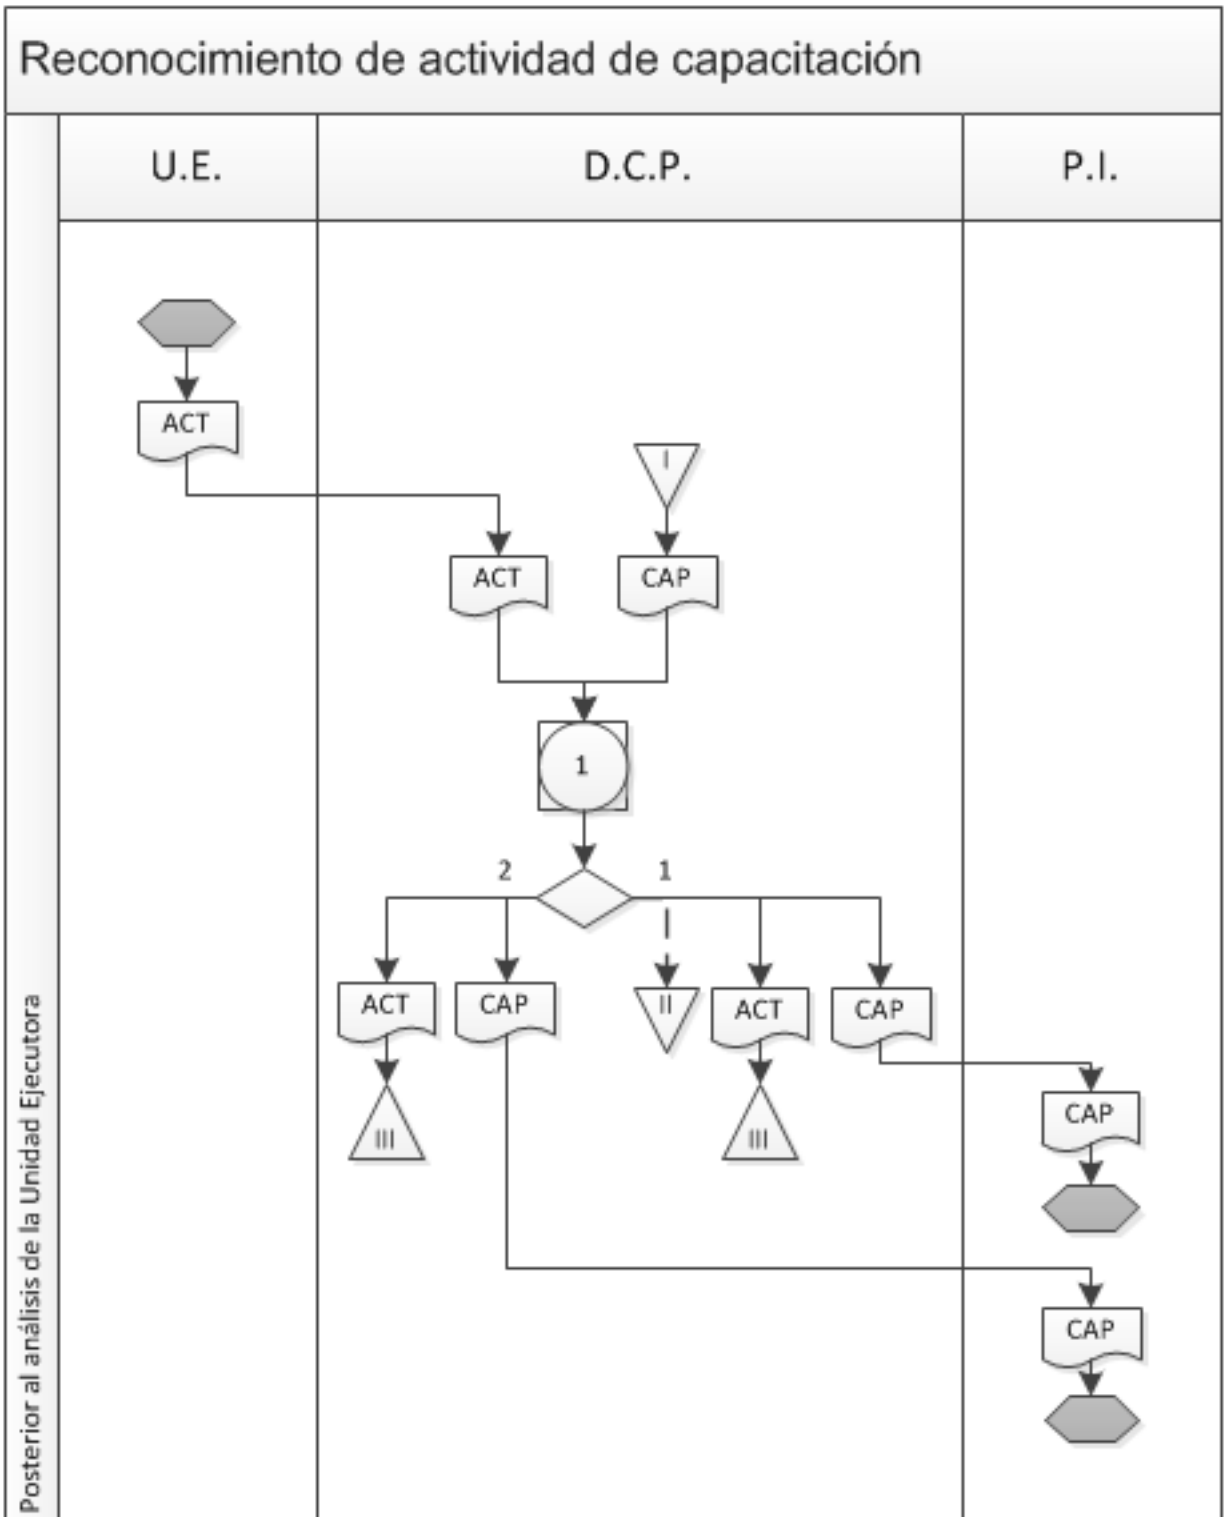 Reconocimiento de actividad de capacitación
U.E.
D.C.P.
P.I.
Posterior al análisis de la Unidad Ejecutora
ACT
I
ACT
CAP
1
2
1
ACT
CAP
II
ACT
CAP
III
III
CAP
CAP